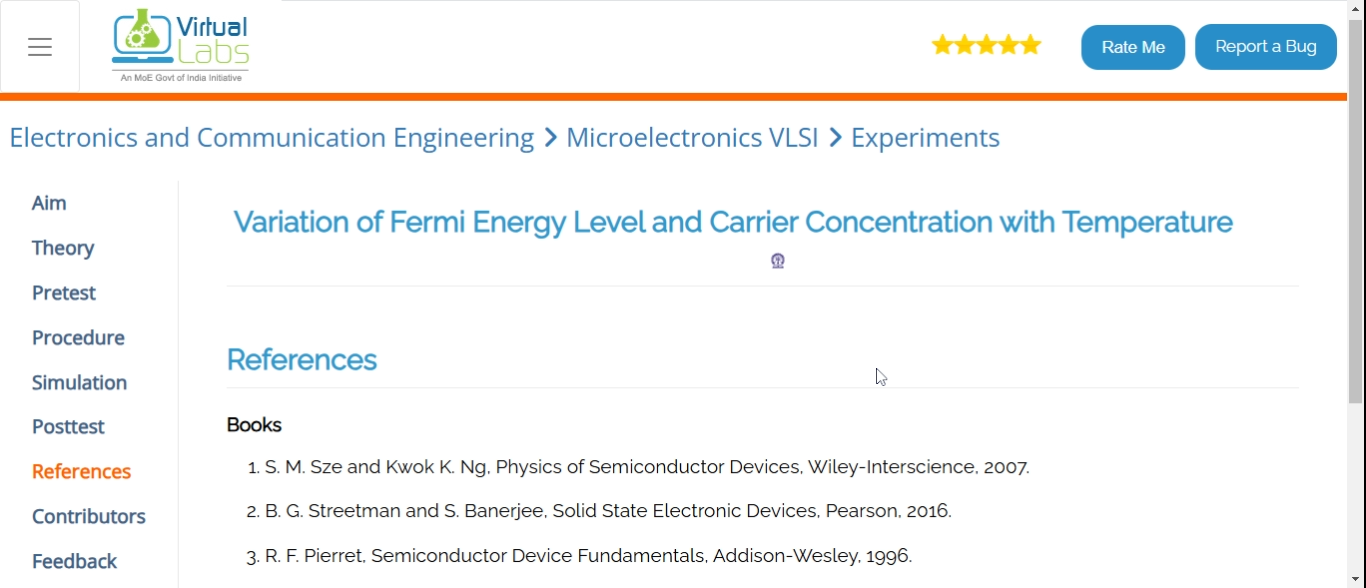 Virtual
Labs
An MoE Govt of India Initiative
Rate Me
Report a Bug
Electronics and Communication Engineering > Microelectronics VLSI > Experiments
Aim
Theory
Pretest
Procedure
Simulation
Posttest
References
Contributors
Feedback
Variation of Fermi Energy Level and Carrier Concentration with Temperature
References
Books
1. S. M. Sze and Kwok K. Ng, Physics of Semiconductor Devices, Wiley-Interscience, 2007.
2. B. G. Streetman and S. Banerjee, Solid State Electronic Devices, Pearson, 2016.
3. R. F. Pierret, Semiconductor Device Fundamentals, Addison-Wesley, 1996.